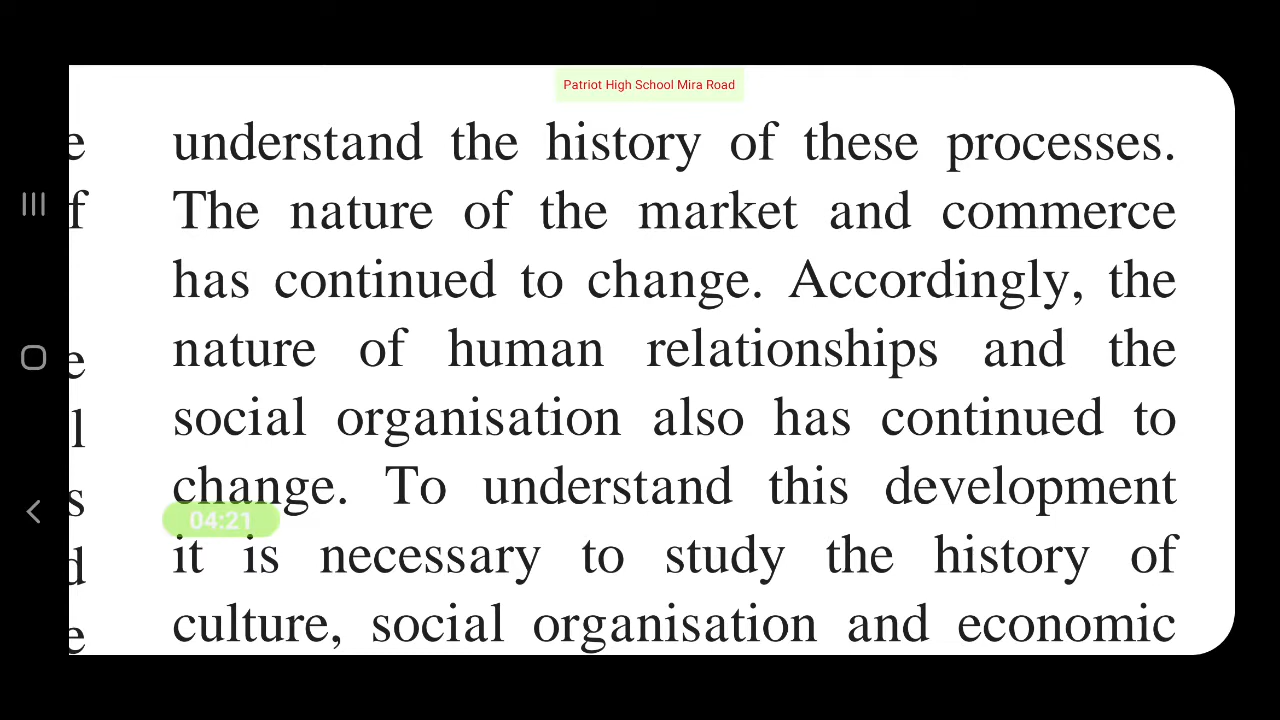 Patriot High School Mira Road
understand the history of these processes.
The nature of the market and commerce
has continued to change. Accordingly, the
nature of human relationships and the
social organisation also has continued to
change. To understand this development
04:21
it is necessary to study the history of
culture, social organisation and economic
e
f
e
l
s
d
e